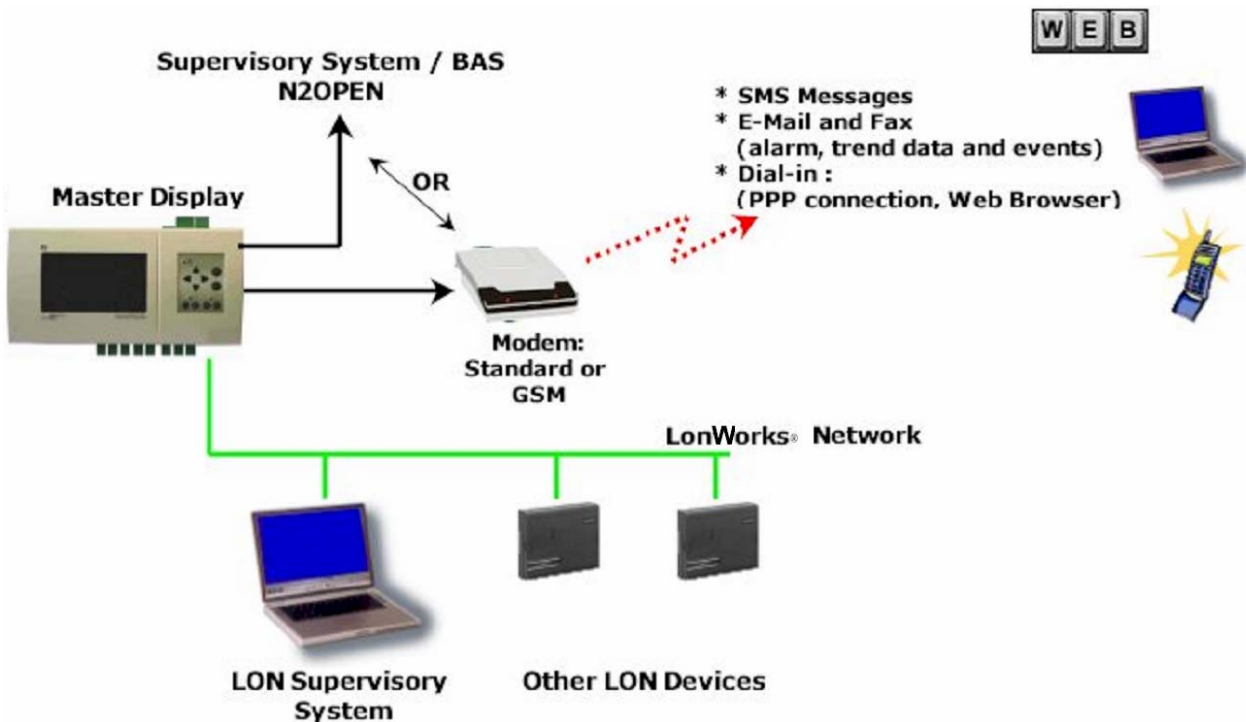 WEB
Supervisory System / BAS
N2OPEN
* SMS Messages
* E-Mail and Fax
(alarm, trend data and events)
* Dial-in :
(PPP connection, Web Browser)
OR
Master Display
Modem:
Standard or
GSM
LonWorks® Network
LON Supervisory
System
Other LON Devices